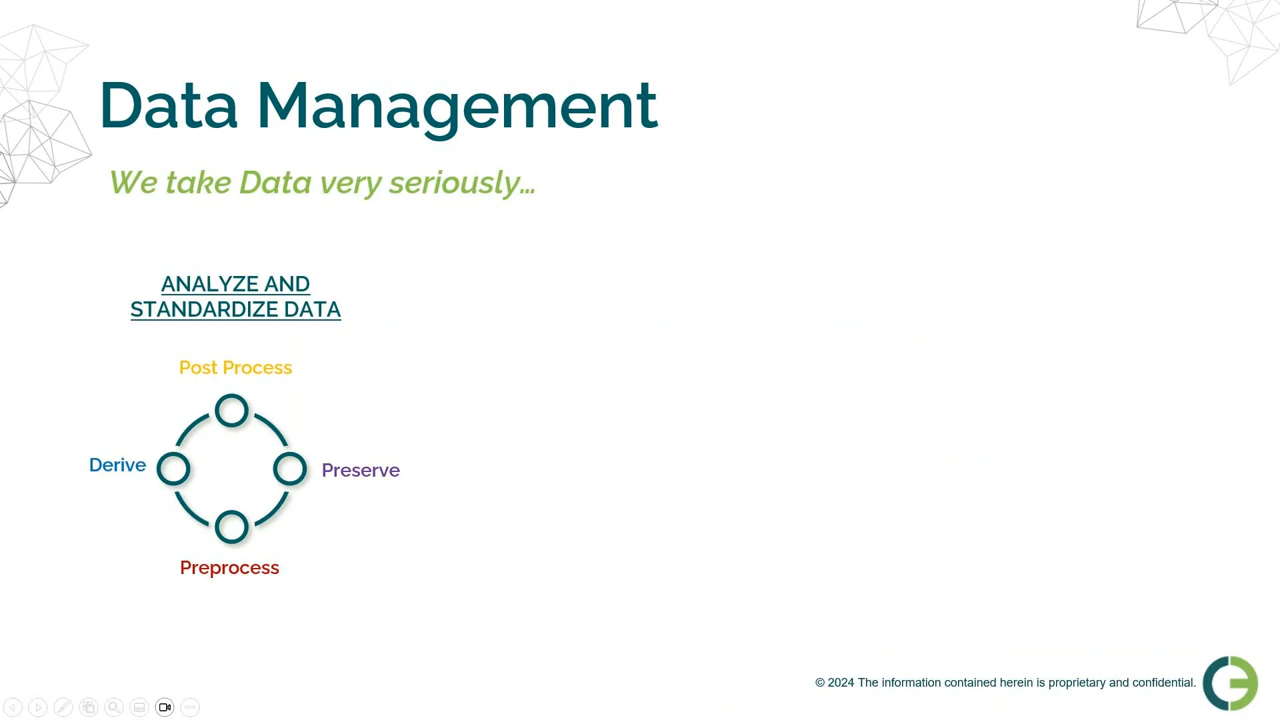 Data Management
We take Data very seriously…
ANALYZE AND
STANDARDIZE DATA
Post Process
Derive
Preserve
Preprocess
© 2024 The information contained herein is proprietary and confidential.